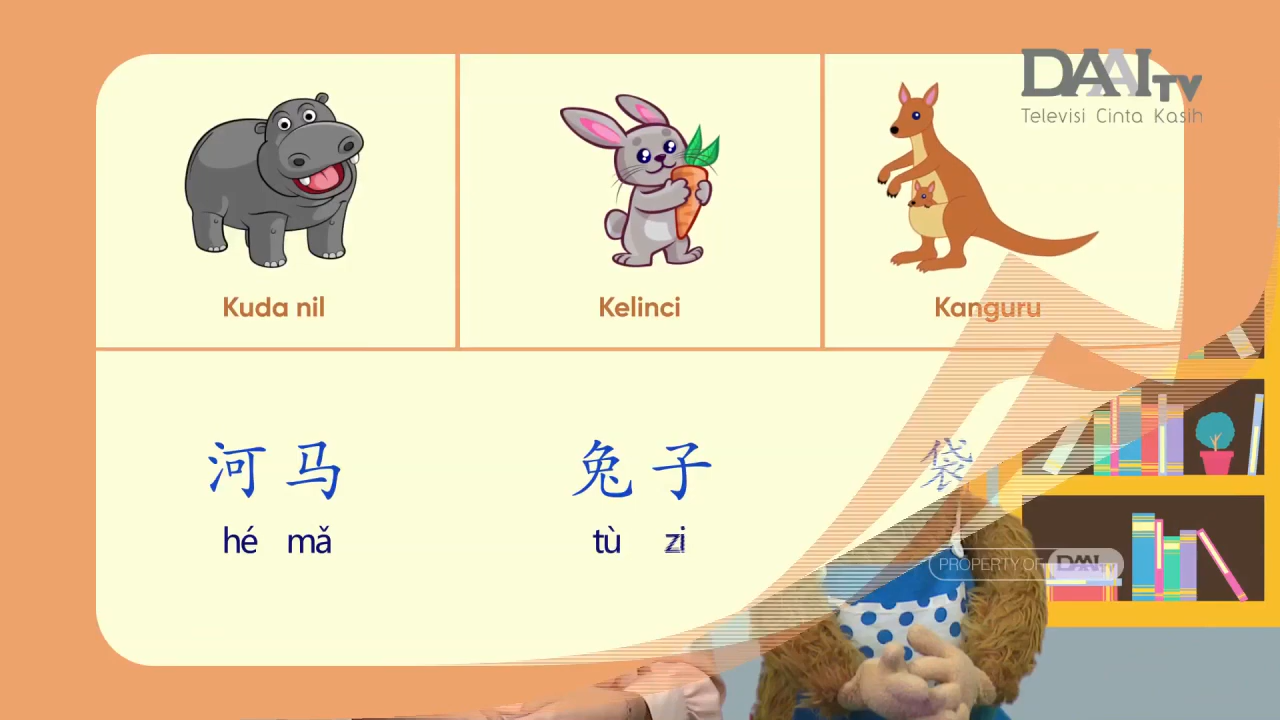 DAAI TV
Televisi Cinta Kasih
Kuda nil
Kelinci
Kanguru
河马
兔子
袋
hé mǎ
tù zi
PROPERTY OF DAAI TV